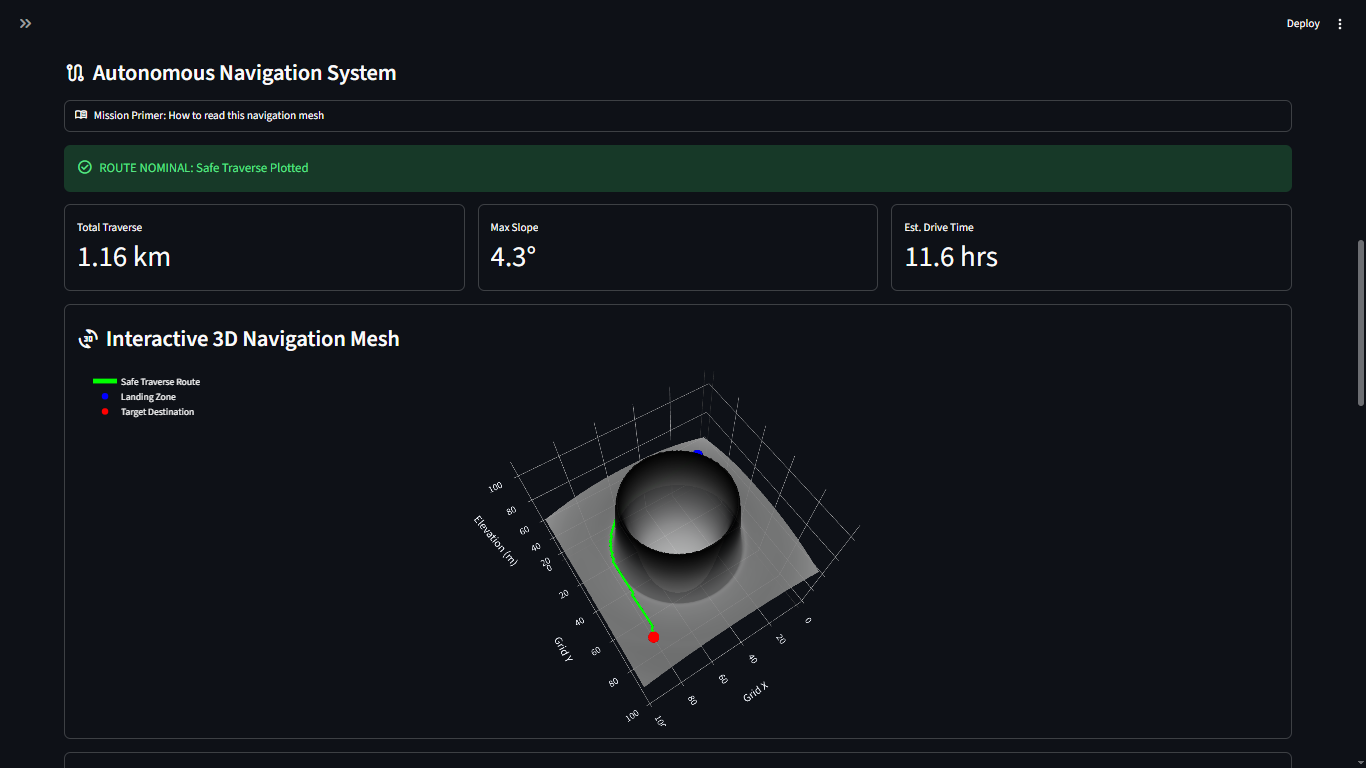 Deploy
Autonomous Navigation System
Mission Primer: How to read this navigation mesh
ROUTE NOMINAL: Safe Traverse Plotted
Total Traverse
1.16 km
Max Slope
4.3°
Est. Drive Time
11.6 hrs
3D
Interactive 3D Navigation Mesh
Safe Traverse Route
Landing Zone
Target Destination
100
80
60
40
20
Elevation (m)
20
40
60
80
100
Grid Y
0
20
40
60
80
Grid X